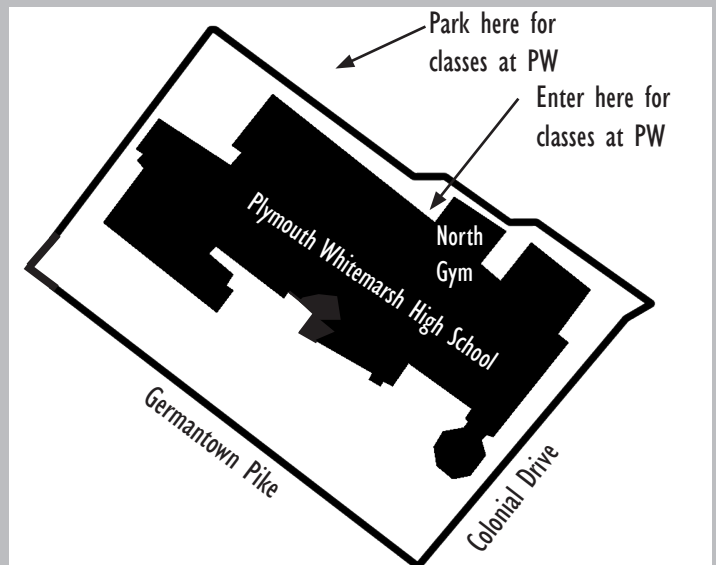 Park here for
classes at PW
Enter here for
classes at PW
North
Gym
Plymouth Whitemarsh High School
Germantown Pike
Colonial Drive